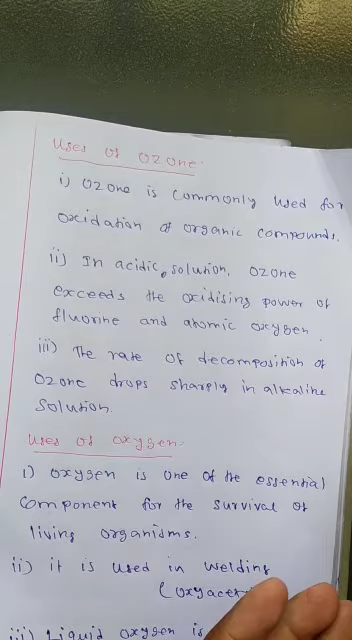 Uses of Ozone.
i) Ozone is commonly used for
oxidation of organic compounds.
ii) In acidic solution, ozone
exceeds the oxidising power of
fluorine and atomic oxygen.
iii) The rate of decomposition of
Ozone drops sharply in alkaline
Solution.
Uses of oxygen.
i) oxygen is one of the essential
component for the survival of
living organisms.
ii) it is used in welding
(oxyacet
iii) Liquid oxygen is